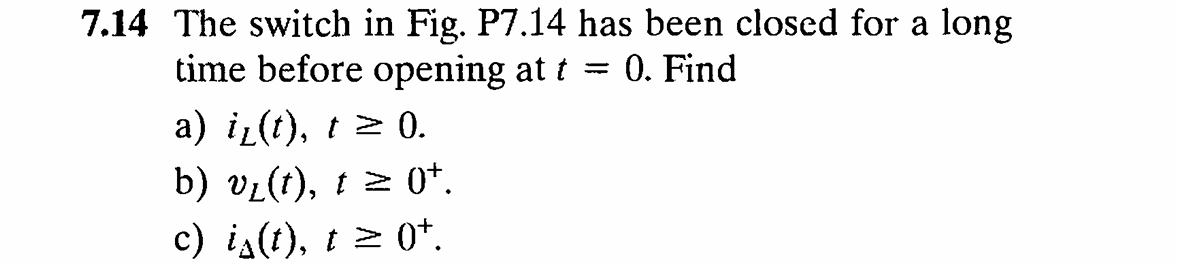 7.14 The switch in Fig. P7.14 has been closed for a long
time before opening at t = 0. Find
a) i_L(t), t ≥ 0.
b) v_L(t), t ≥ 0⁺.
c) i_Δ(t), t ≥ 0⁺.